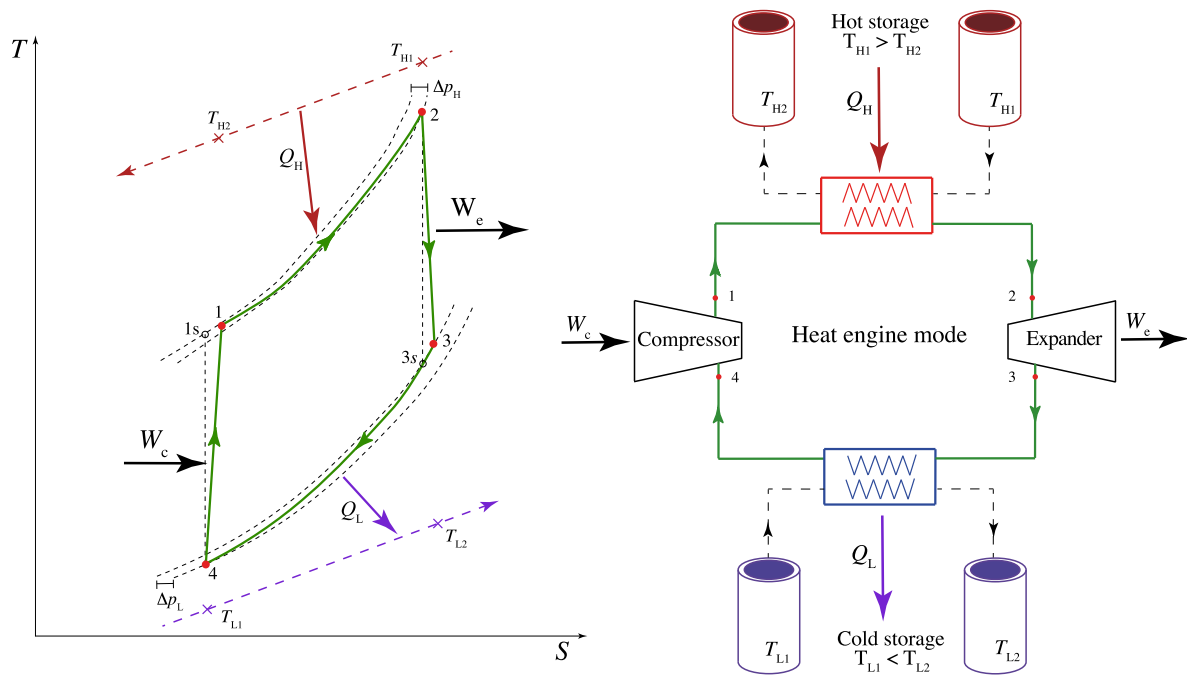 T
T_H1
Δp_H
T_H2
2
Q_H
W_e
1
1s
3
3s
W_c
Q_L
T_L2
4
Δp_L
T_L1
S
Hot storage
T_H1 > T_H2
T_H2
Q_H
T_H1
1
2
W_c
Compressor
Heat engine mode
Expander
W_e
4
3
Q_L
T_L1
Cold storage
T_L1 < T_L2
T_L2